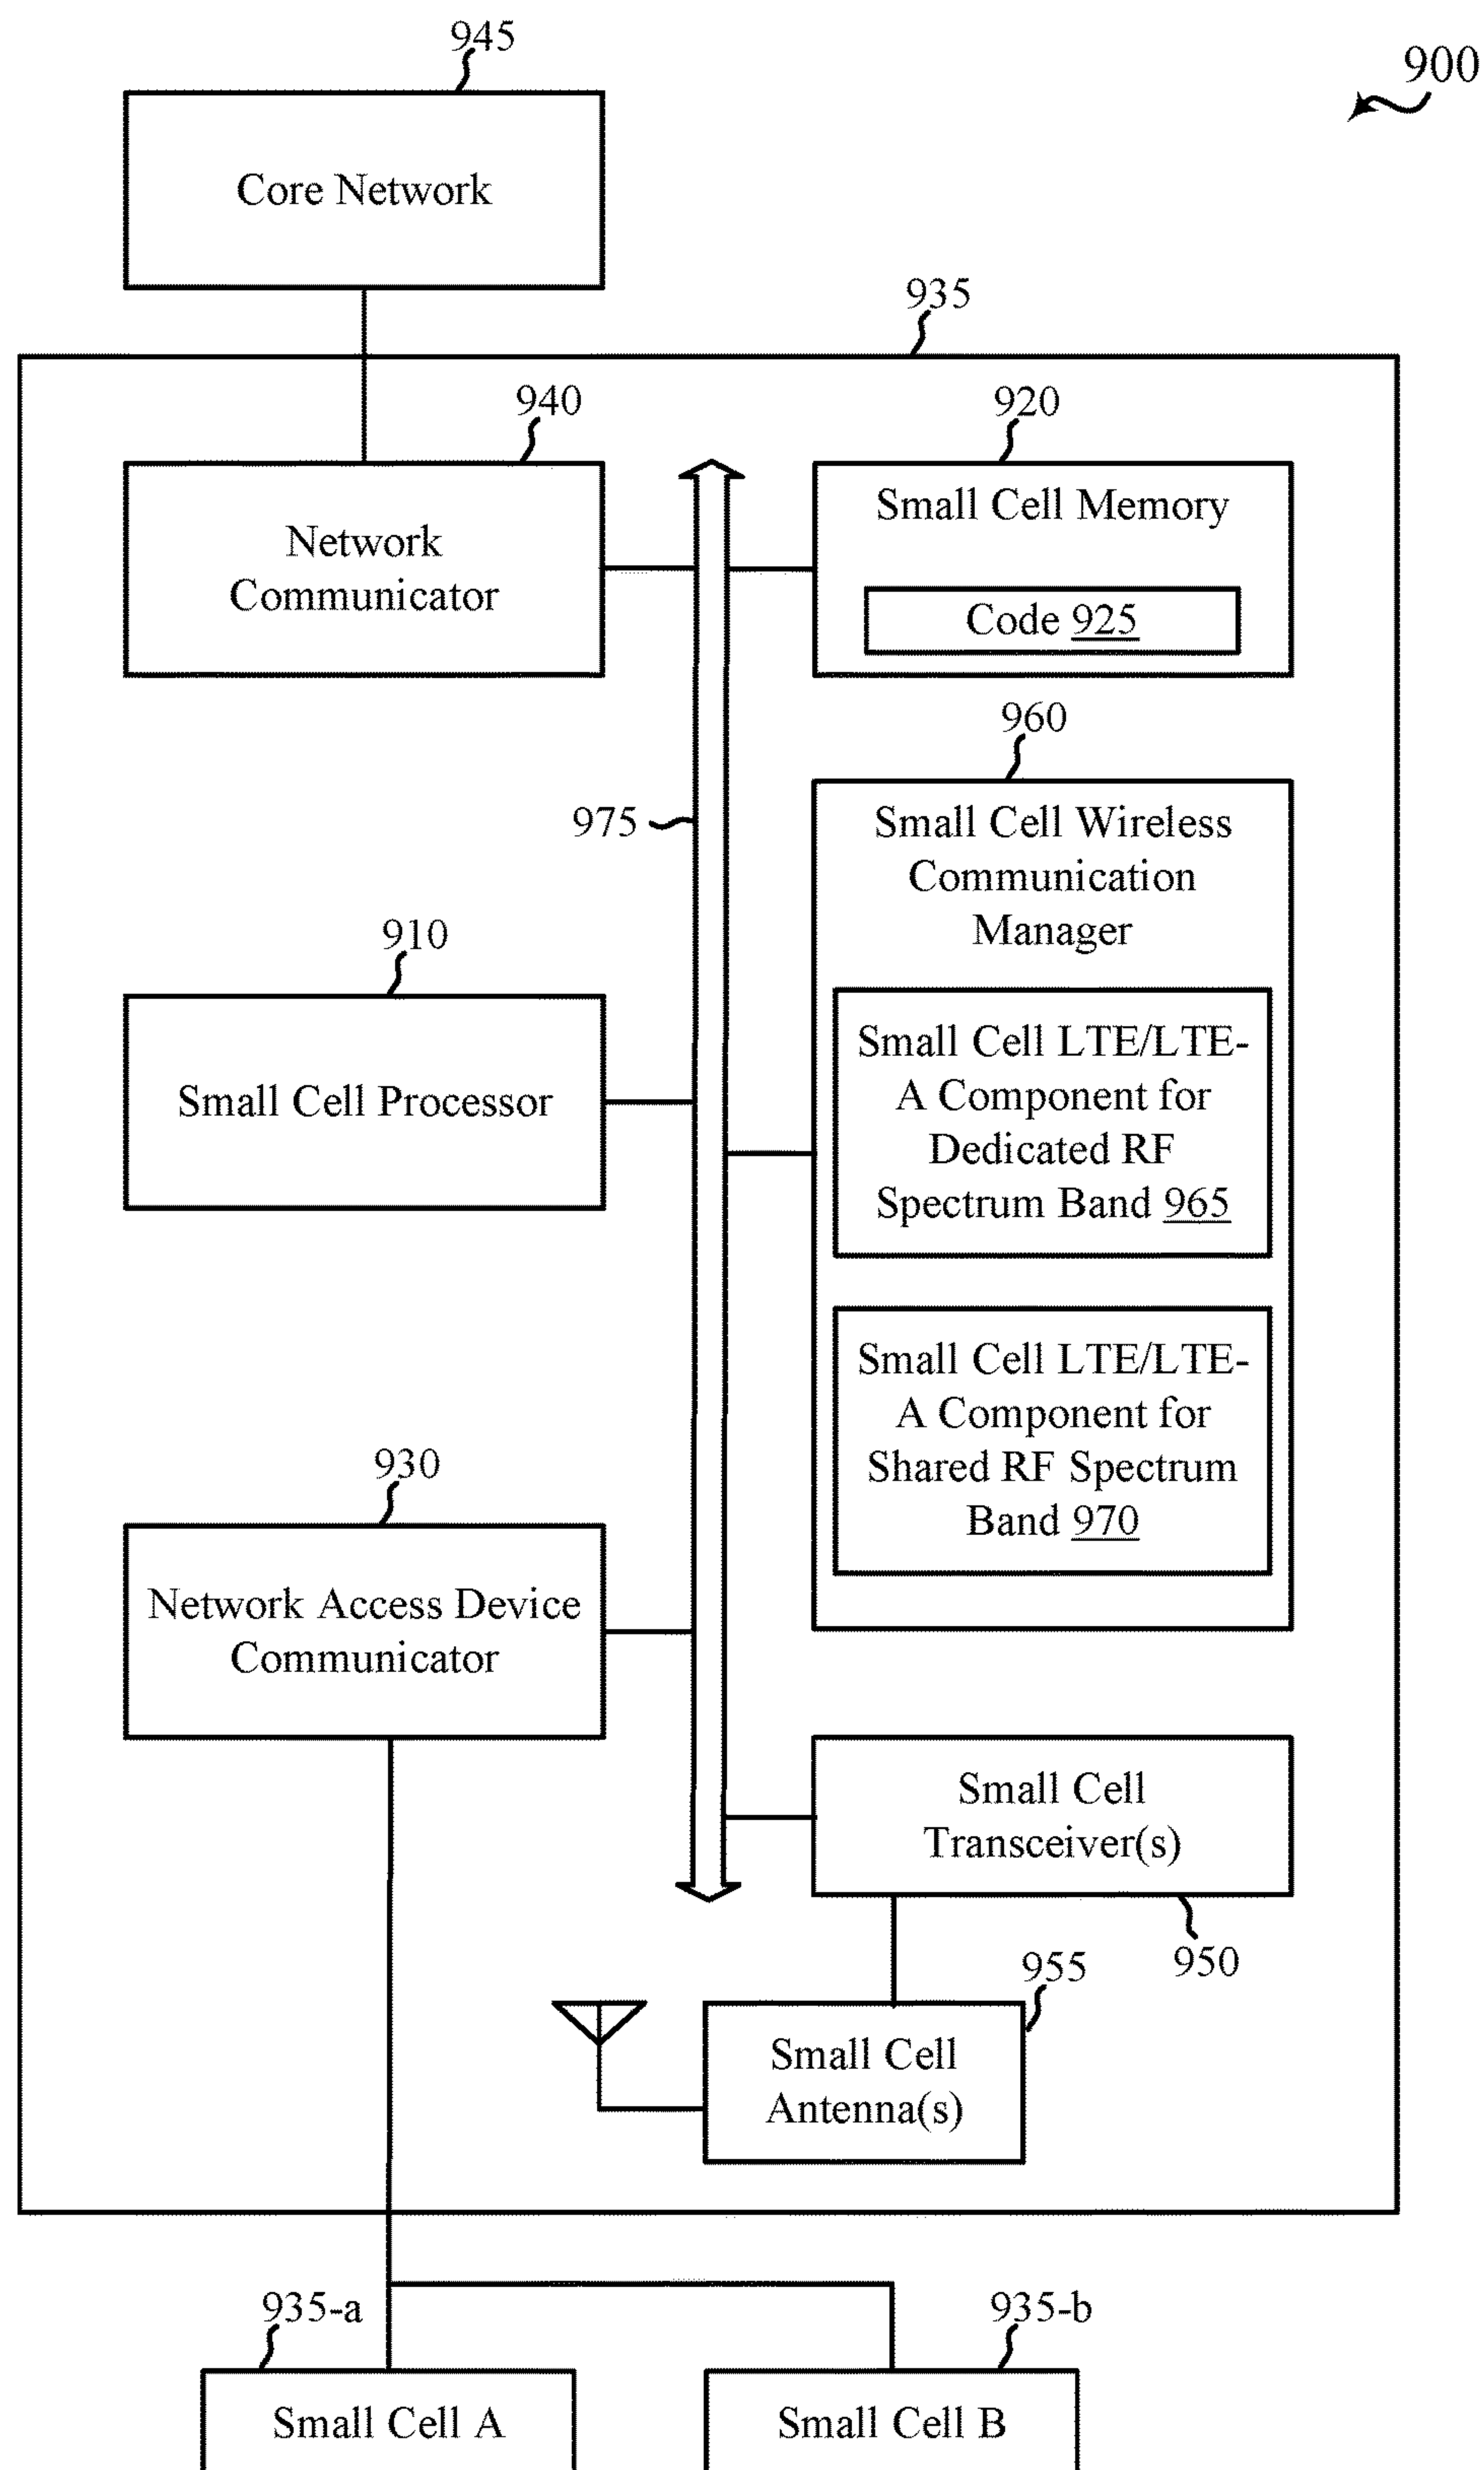 945
900
Core Network
935
940
920
Network
Communicator
Small Cell Memory
Code 925
960
975
Small Cell Wireless
Communication
Manager
910
Small Cell Processor
Small Cell LTE/LTE-
A Component for
Dedicated RF
Spectrum Band 965
Small Cell LTE/LTE-
A Component for
Shared RF Spectrum
Band 970
930
Network Access Device
Communicator
Small Cell
Transceiver(s)
950
955
Small Cell
Antenna(s)
935-a
935-b
Small Cell A
Small Cell B